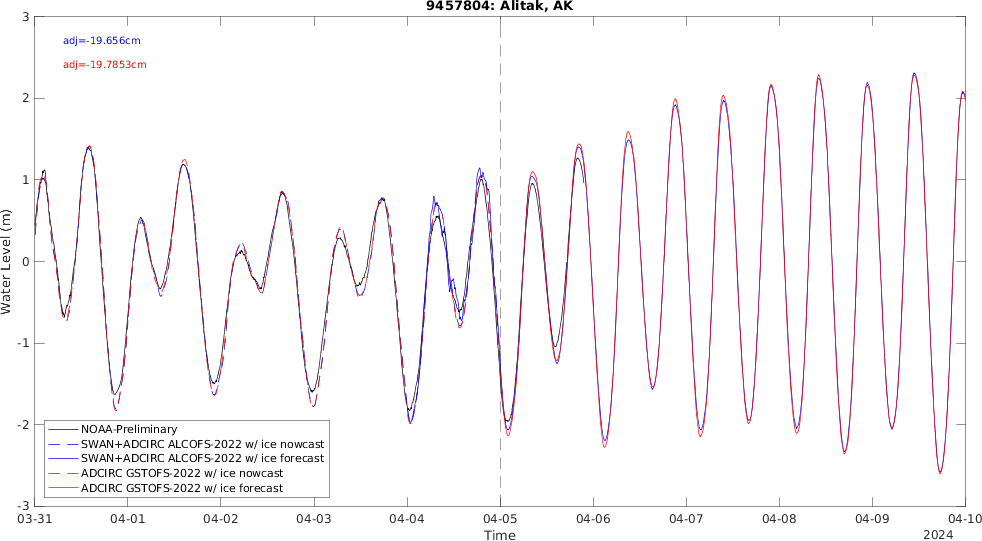 9457804: Alitak, AK
adj=-19.656cm
adj=-19.7853cm
Water Level (m)
3
2
1
0
-1
-2
-3
NOAA-Preliminary
SWAN+ADCIRC ALCOFS-2022 w/ ice nowcast
SWAN+ADCIRC ALCOFS-2022 w/ ice forecast
ADCIRC GSTOFS-2022 w/ ice nowcast
ADCIRC GSTOFS-2022 w/ ice forecast
03-31 04-01 04-02 04-03 04-04 04-05 04-06 04-07 04-08 04-09 04-10
Time
2024